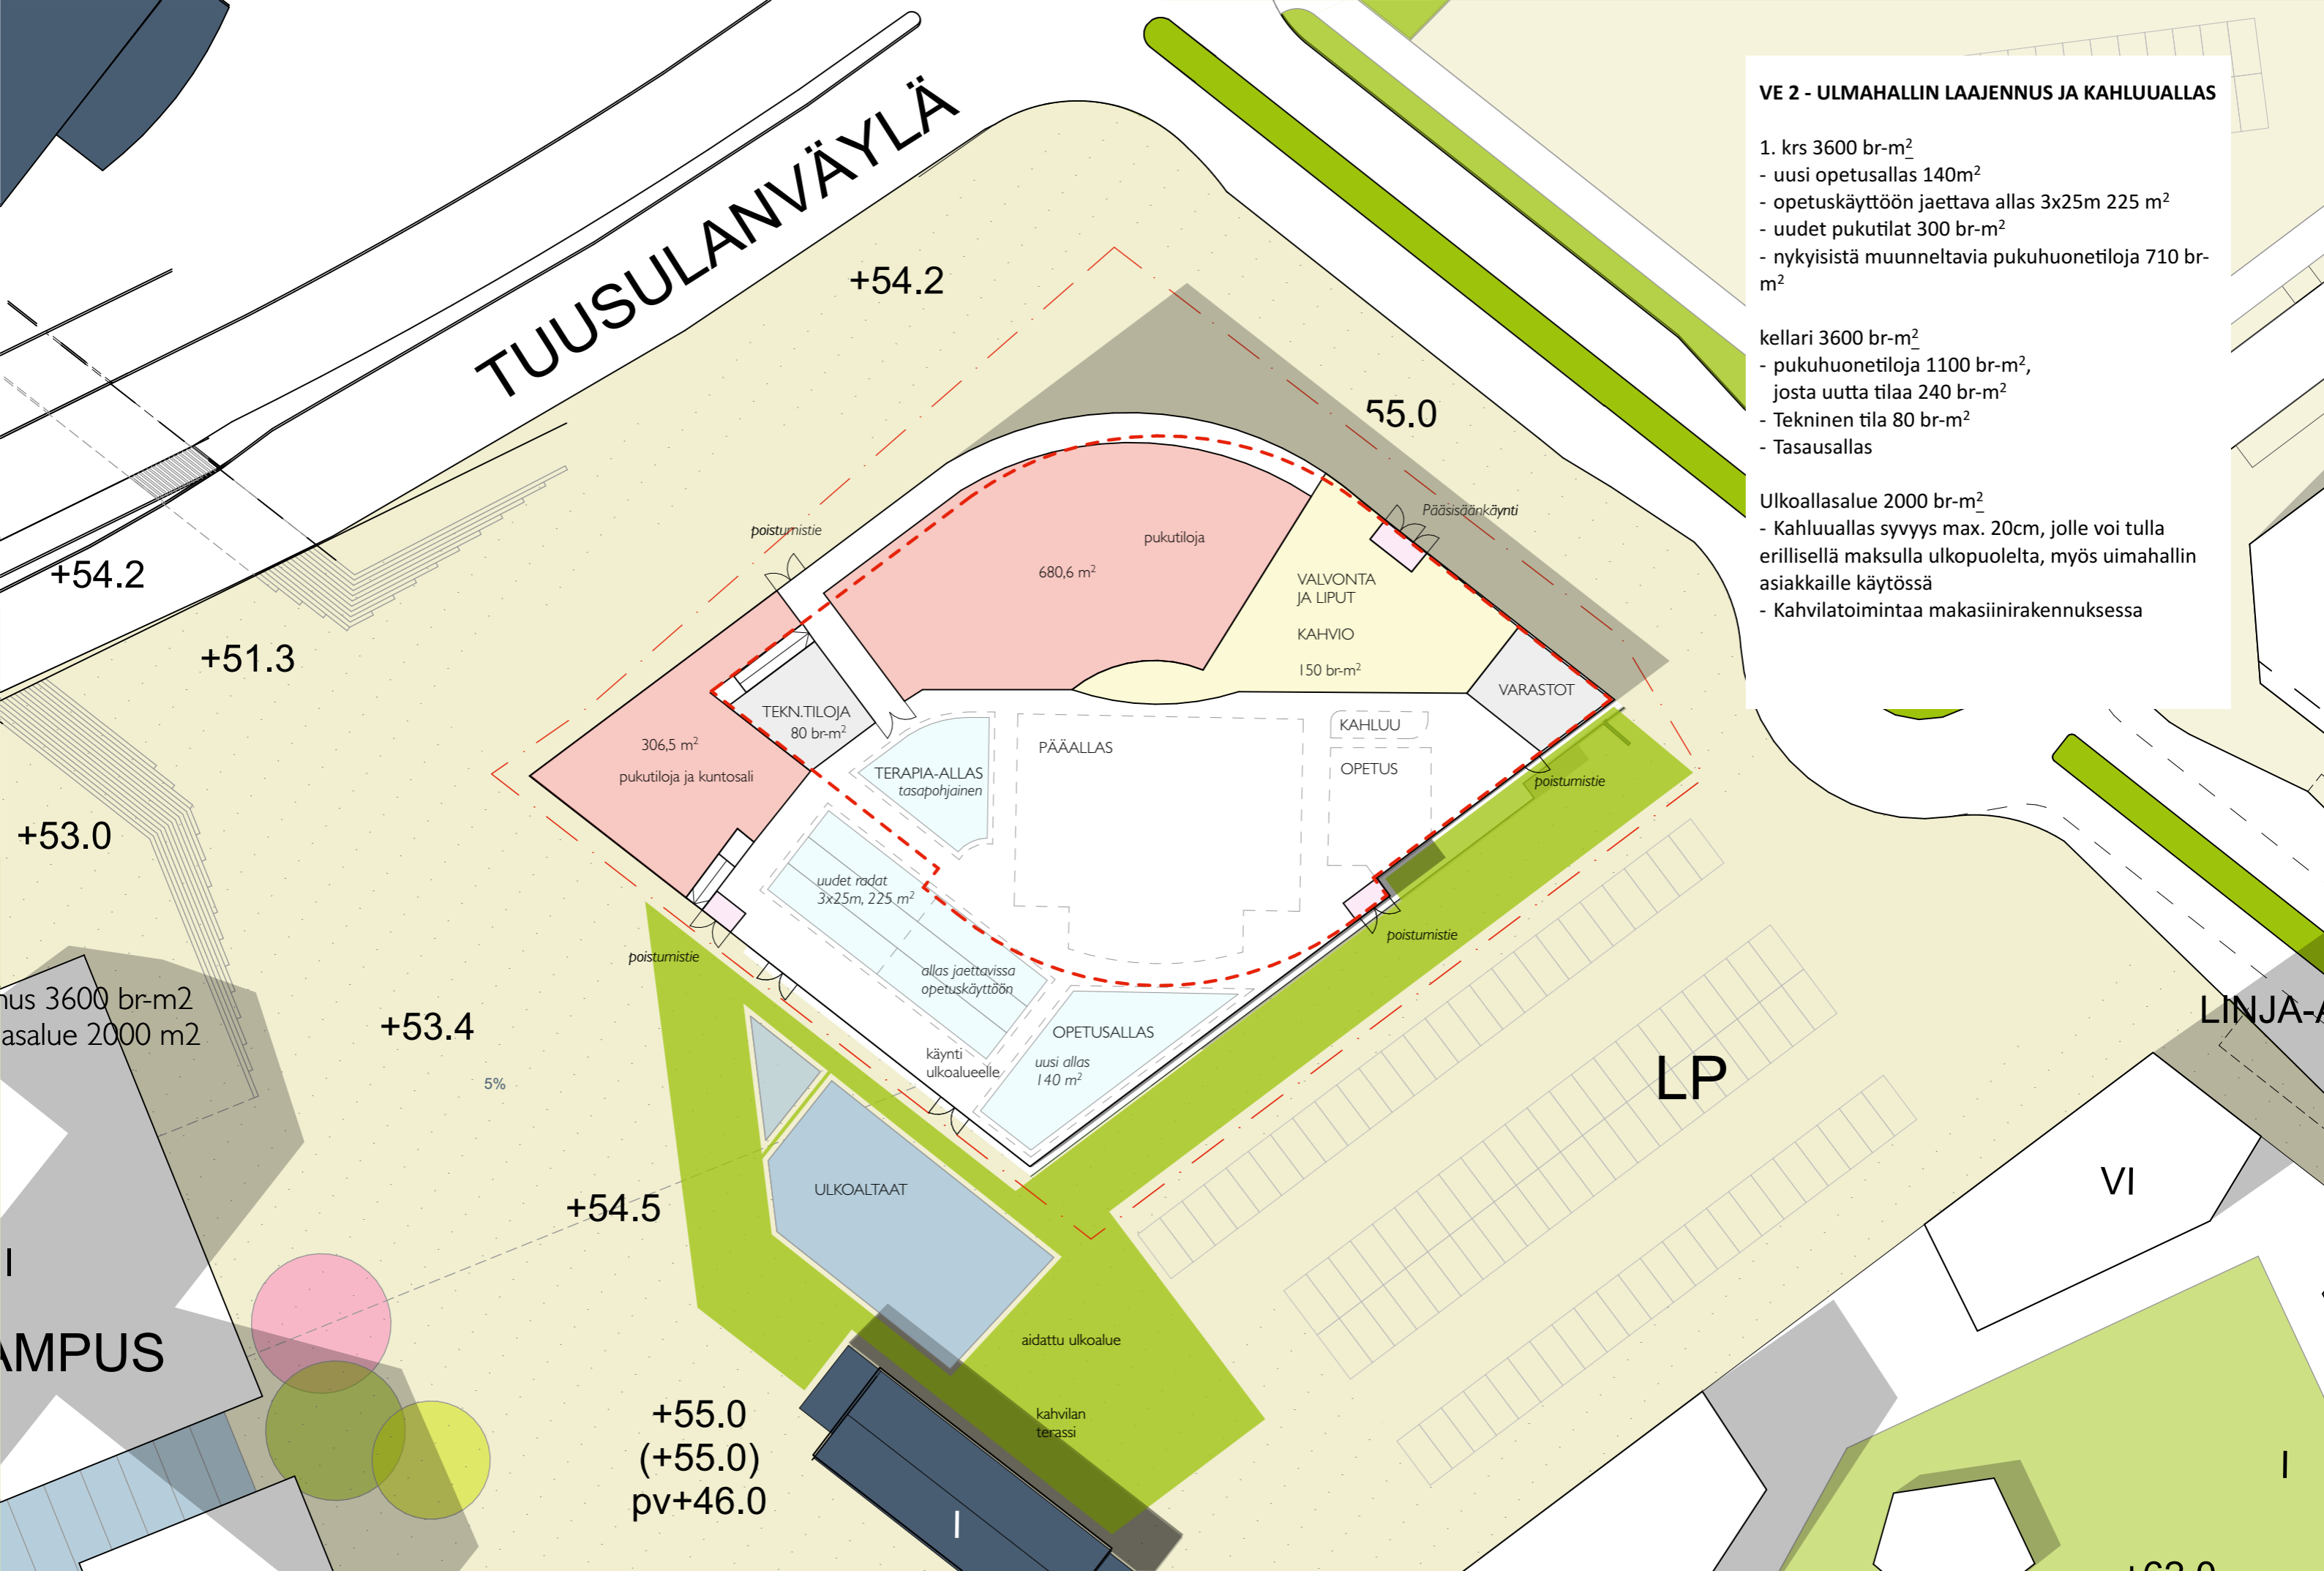 VE 2 - ULMAHALLIN LAAJENNUS JA KAHLUUALLAS
1. krs 3600 br-m²
- uusi opetusallas 140m²
- opetuskäyttöön jaettava allas 3x25m 225 m²
- uudet pukutilat 300 br-m²
- nykyisistä muunneltavia pukuhuonetiloja 710 br-
m²
kellari 3600 br-m²
- pukuhuonetiloja 1100 br-m²,
josta uutta tilaa 240 br-m²
- Tekninen tila 80 br-m²
- Tasausallas
Ulkoallasalue 2000 br-m²
- Kahluuallas syvyys max. 20cm, jolle voi tulla
erillisellä maksulla ulkopuolelta, myös uimahallin
asiakkaille käytössä
- Kahvilatoimintaa makasiinirakennuksessa
TUUSULANVÄYLÄ
+54.2
55.0
+54.2
+51.3
+53.0
+53.4
5%
+54.5
poistumistie
pukutiloja
680,6 m²
Pääsisäänkäynti
VALVONTA
JA LIPUT
KAHVIO
150 br-m²
VARASTOT
TEKN.TILOJA
80 br-m²
306,5 m²
pukutiloja ja kuntosali
TERAPIA-ALLAS
tasapohjainen
PÄÄALLAS
KAHLUU
OPETUS
poistumistie
uudet radat
3x25m, 225 m²
poistumistie
poistumistie
allas jaettavissa
opetuskäyttöön
OPETUSALLAS
uusi allas
140 m²
käynti
ulkoalueelle
ULKOALTAAT
aidattu ulkoalue
kahvilan
terassi
nus 3600 br-m2
asalue 2000 m2
LINJA-A
LP
VI
I
AMPUS
+55.0
(+55.0)
pv+46.0
I
I